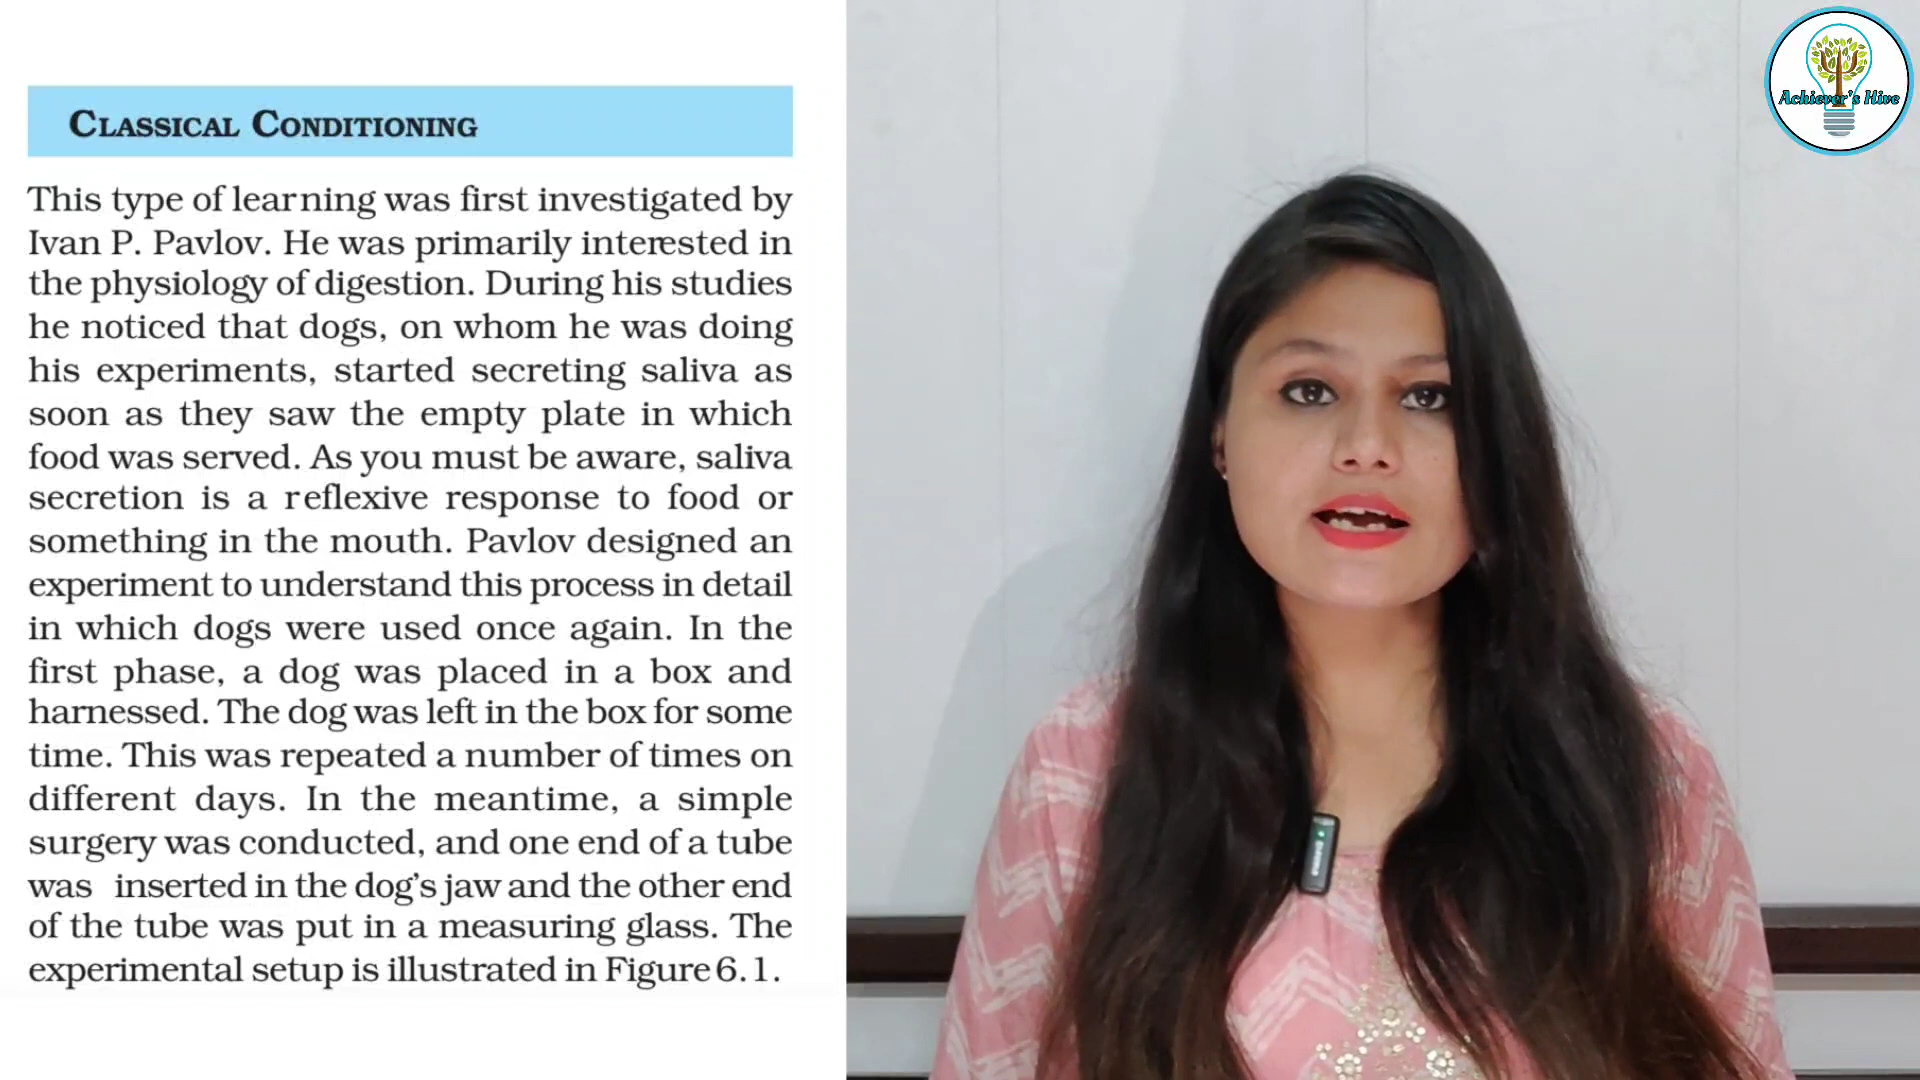 CLASSICAL CONDITIONING
This type of learning was first investigated by
Ivan P. Pavlov. He was primarily interested in
the physiology of digestion. During his studies
he noticed that dogs, on whom he was doing
his experiments, started secreting saliva as
soon as they saw the empty plate in which
food was served. As you must be aware, saliva
secretion is a reflexive response to food or
something in the mouth. Pavlov designed an
experiment to understand this process in detail
in which dogs were used once again. In the
first phase, a dog was placed in a box and
harnessed. The dog was left in the box for some
time. This was repeated a number of times on
different days. In the meantime, a simple
surgery was conducted, and one end of a tube
was inserted in the dog's jaw and the other end
of the tube was put in a measuring glass. The
experimental setup is illustrated in Figure 6.1.
Achiever's Hive